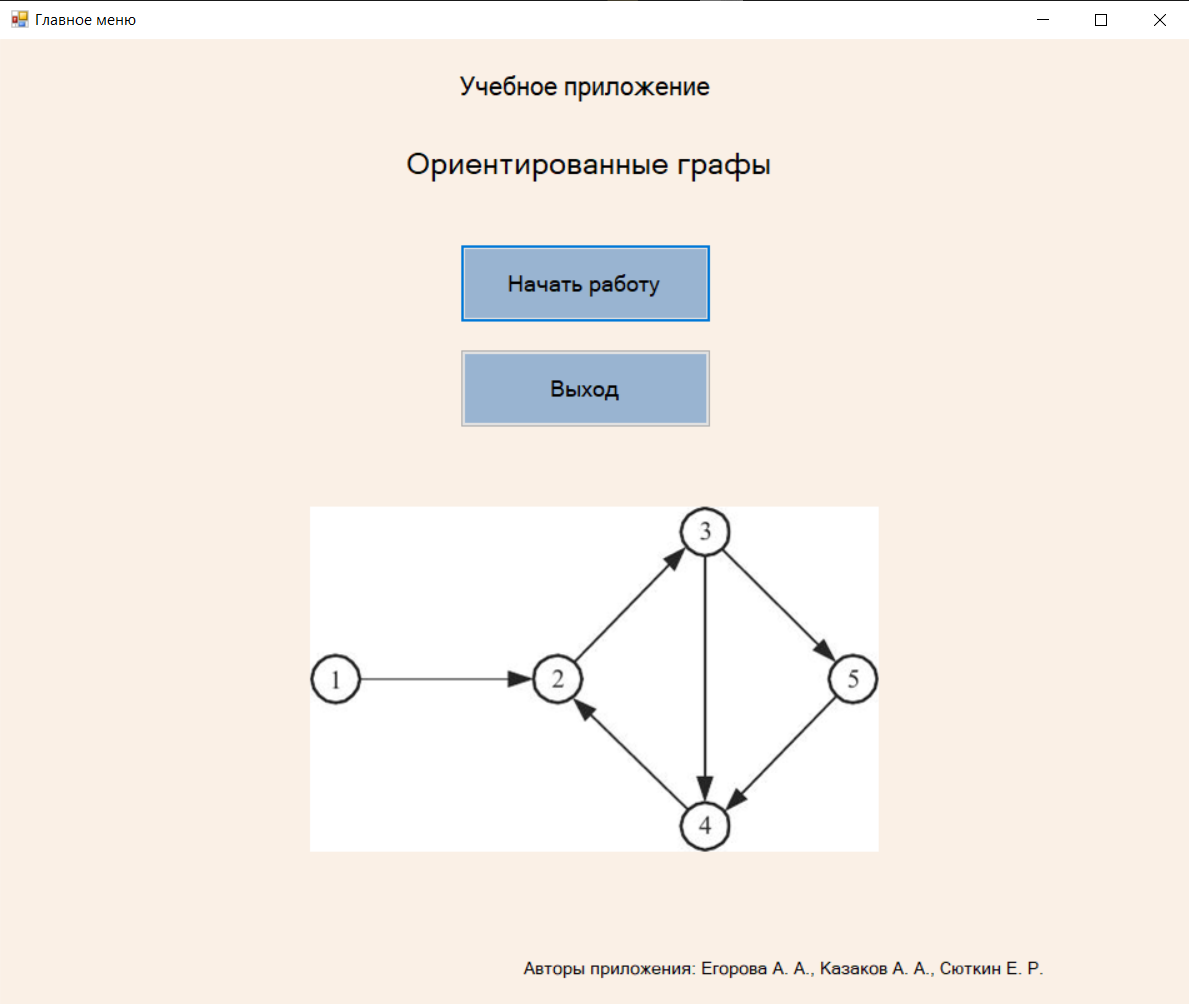 Главное меню
Учебное приложение
Ориентированные графы
Начать работу
Выход
3
1
2
5
4
Авторы приложения: Егорова А. А., Казаков А. А., Сюткин Е. Р.